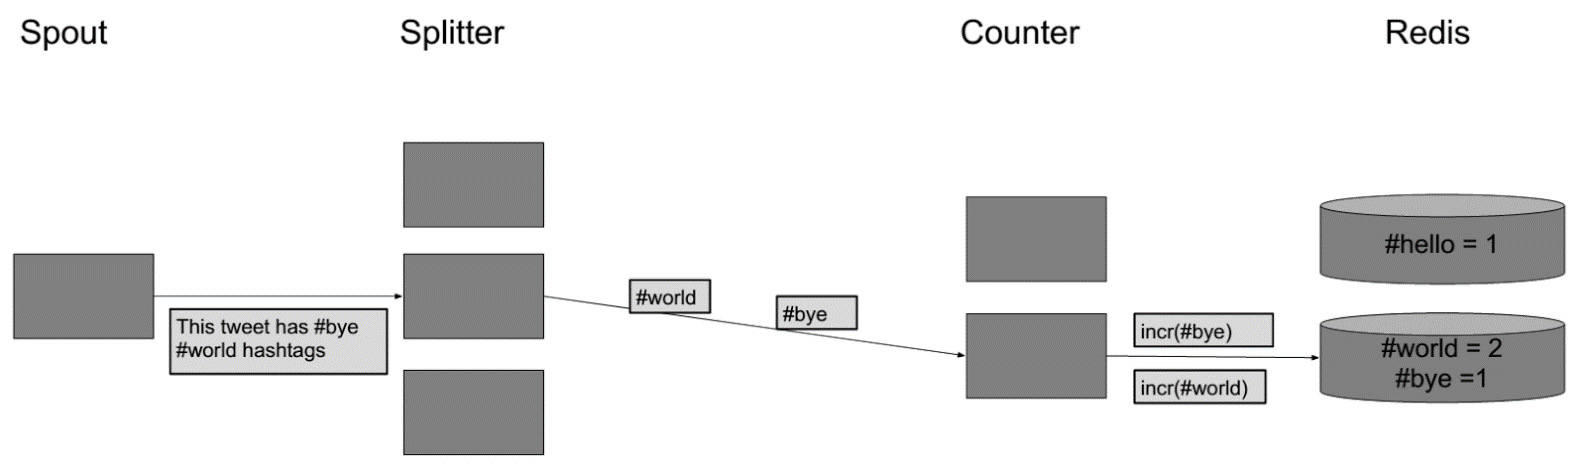 Spout
Splitter
Counter
Redis
This tweet has #bye
#world hashtags
#world
#bye
incr(#bye)
incr(#world)
#hello = 1
#world = 2
#bye =1